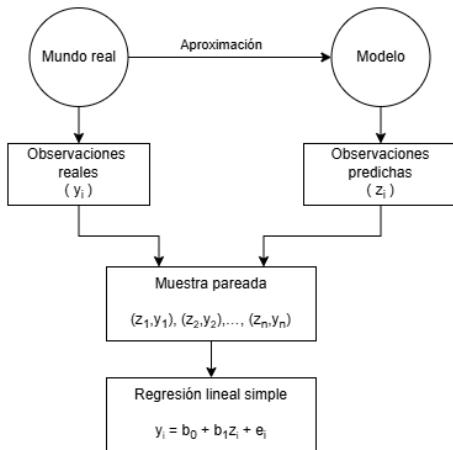 Mundo real
Aproximación
Modelo
Observaciones
reales
( yᵢ )
Observaciones
predichas
( zᵢ )
Muestra pareada
(z₁,y₁), (z₂,y₂),..., (zₙ,yₙ)
Regresión lineal simple
yᵢ = b₀ + b₁zᵢ + eᵢ